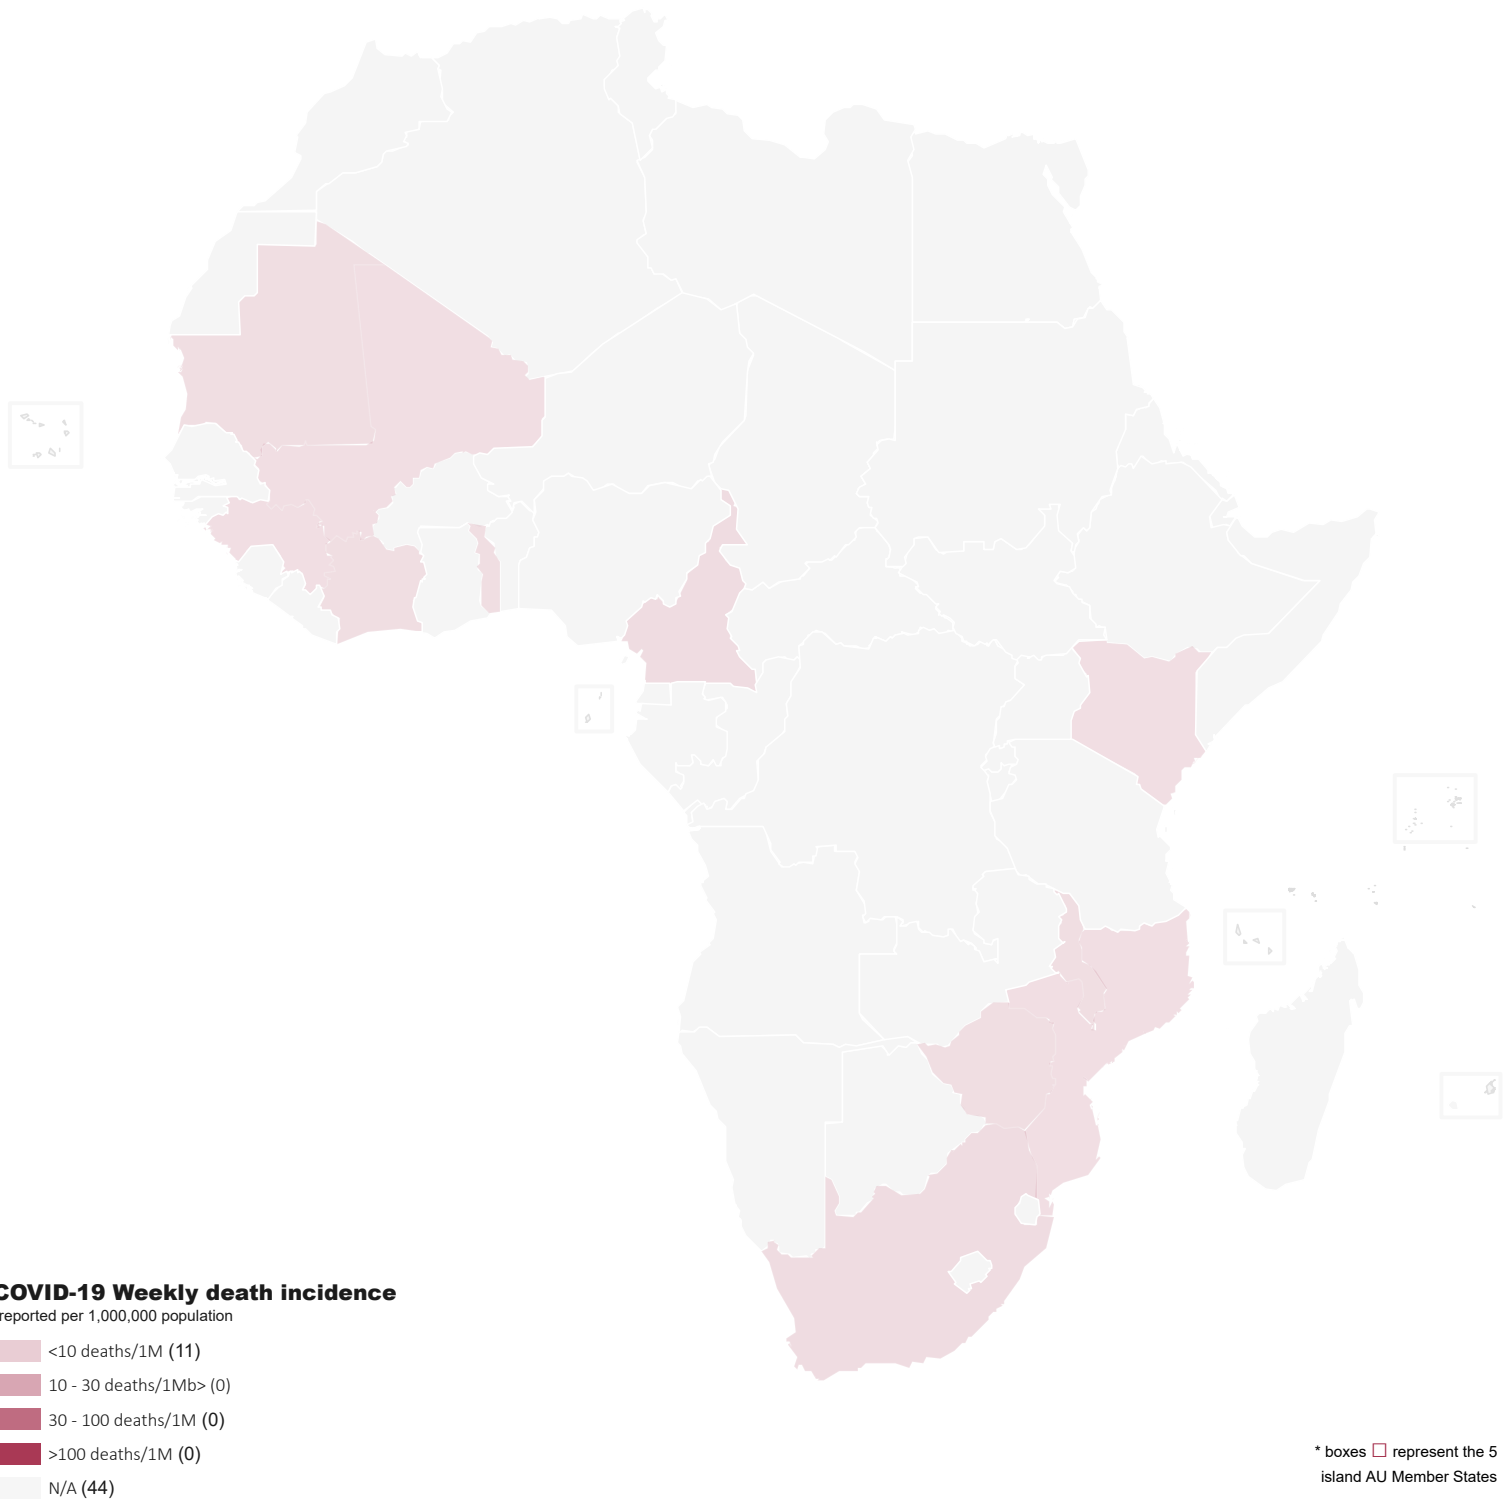 COVID-19 Weekly death incidence
reported per 1,000,000 population
<10 deaths/1M (11)
10 - 30 deaths/1Mb> (0)
30 - 100 deaths/1M (0)
>100 deaths/1M (0)
N/A (44)
* boxes □ represent the 5
island AU Member States